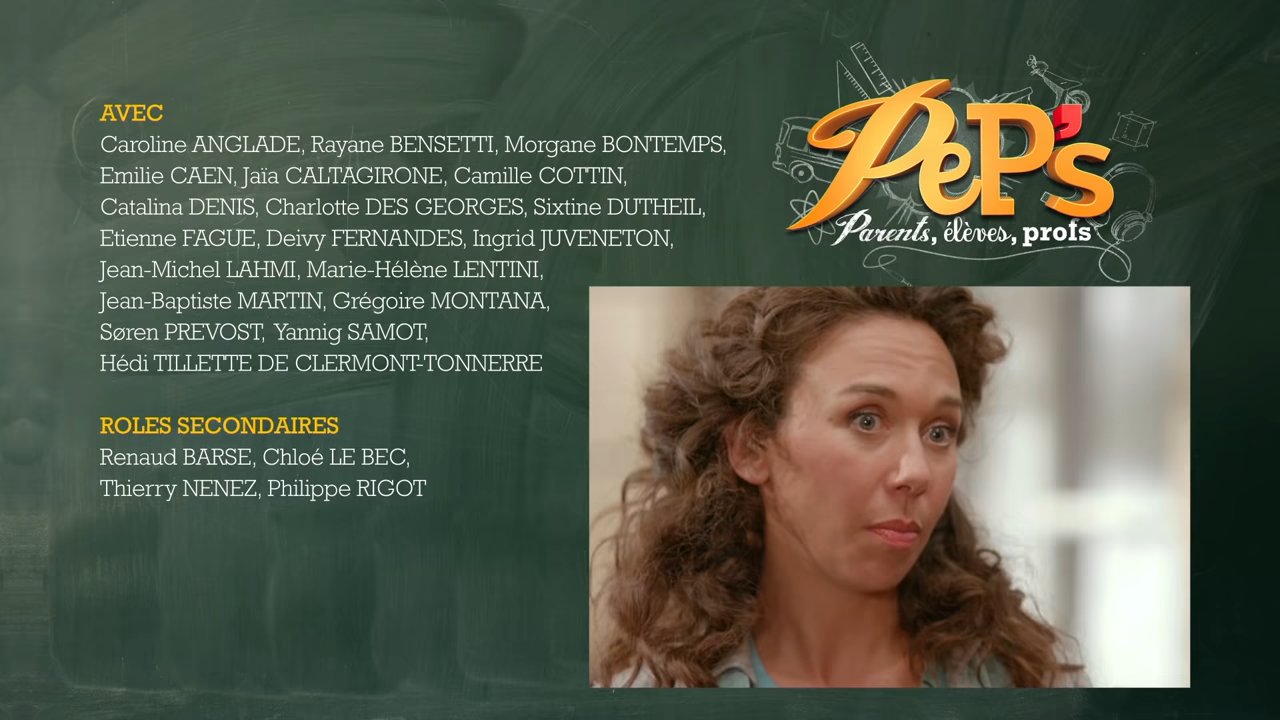 AVEC
Caroline ANGLADE, Rayane BENSETTI, Morgane BONTEMPS,
Emilie CAEN, Jaïa CALTAGIRONE, Camille COTTIN,
Catalina DENIS, Charlotte DES GEORGES, Sixtine DUTHEIL,
Etienne FAGUE, Deivy FERNANDES, Ingrid JUVENETON,
Jean-Michel LAHMI, Marie-Hélène LENTINI,
Jean-Baptiste MARTIN, Grégoire MONTANA,
Søren PREVOST, Yannig SAMOT,
Hédi TILLETTE DE CLERMONT-TONNERRE
ROLES SECONDAIRES
Renaud BARSE, Chloé LE BEC,
Thierry NENEZ, Philippe RIGOT
PeP's
Parents, élèves, profs